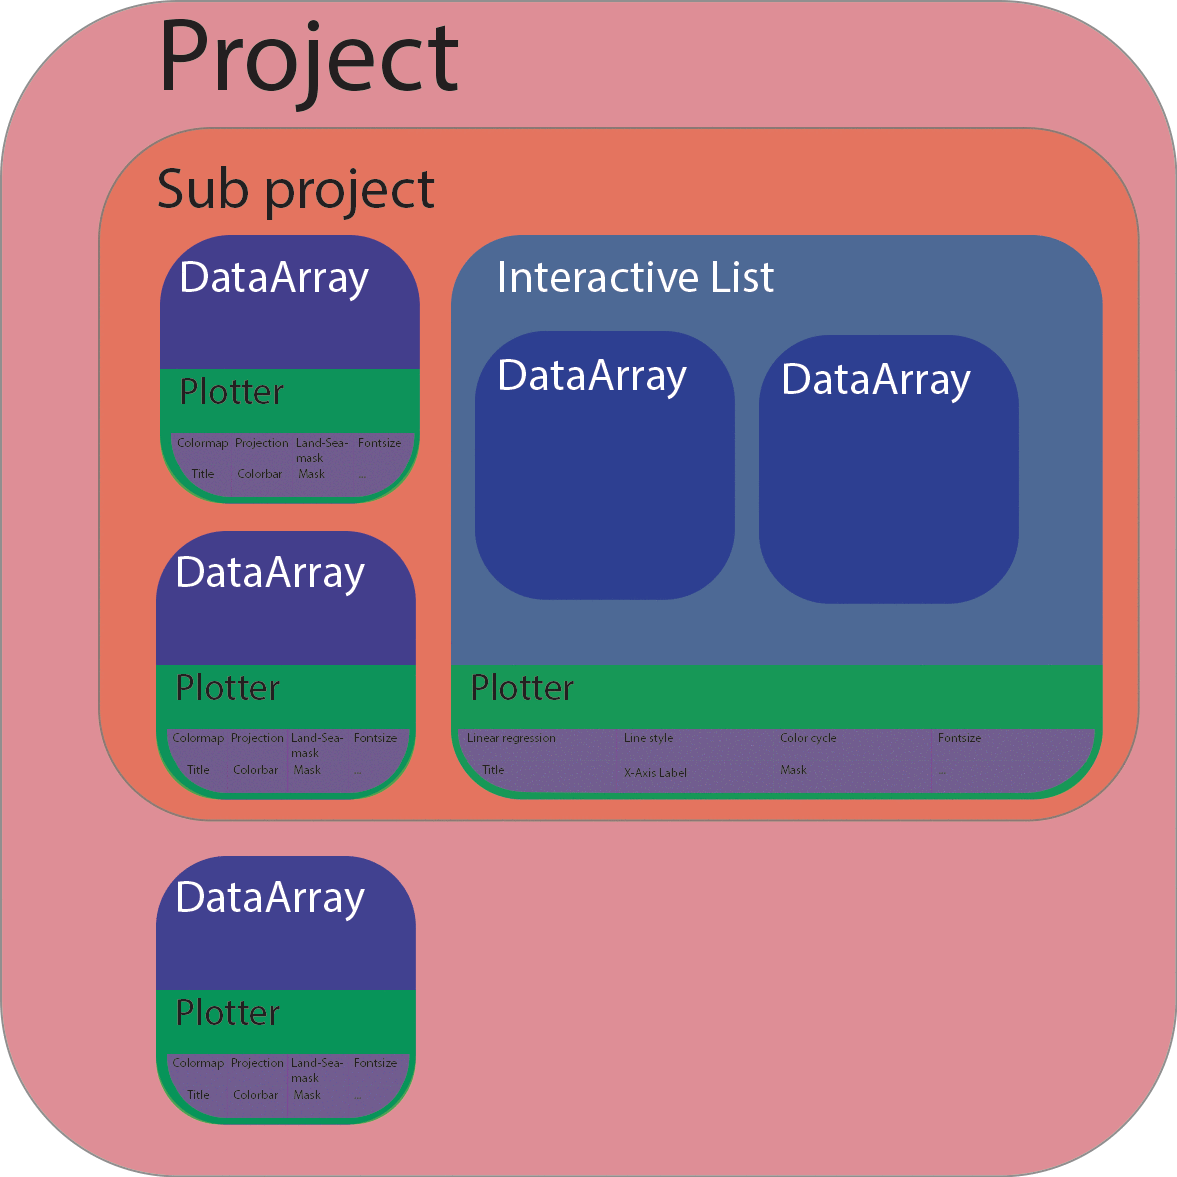 Project
Sub project
DataArray
Plotter
Colormap Projection Land-Sea- Fontsize
mask
Title Colorbar Mask ...
DataArray
Plotter
Colormap Projection Land-Sea- Fontsize
mask
Title Colorbar Mask ...
Interactive List
DataArray DataArray
Plotter
Linear regression Line style Color cycle Fontsize
Title X-Axis Label Mask ...
DataArray
Plotter
Colormap Projection Land-Sea- Fontsize
mask
Title Colorbar Mask ...